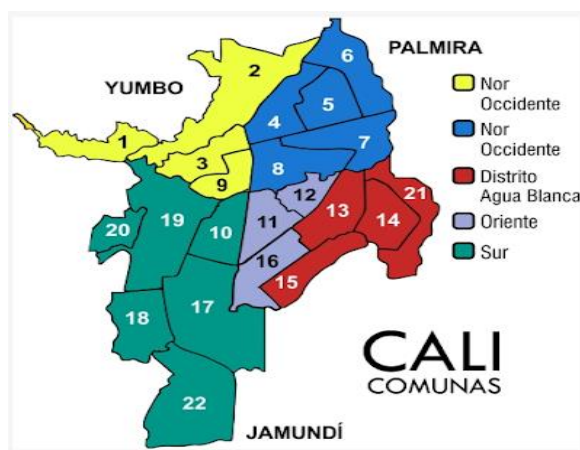 YUMBO
PALMIRA
6
2
5
4
7
1
3
8
9
12
21
13
14
19
10
11
20
16
15
17
18
22
Nor
Occidente
Nor
Occidente
Distrito
Agua Blanca
Oriente
Sur
CALI
COMUNAS
JAMUNDÍ